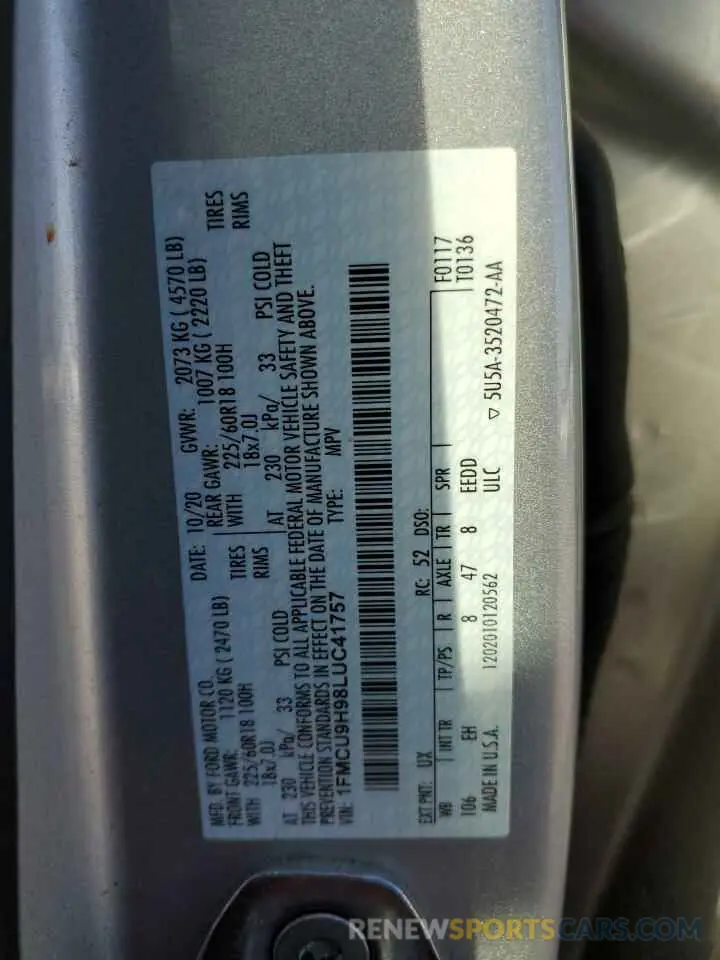 MFD. BY FORD MOTOR CO. DATE: 10/20 GVWR: 2073 KG ( 4570 LB)
FRONT GAWR: 1120 KG ( 2470 LB) REAR GAWR: 1007 KG ( 2220 LB)
WITH 225/60R18 100H TIRES WITH 225/60R18 100H TIRES
18x7.0J RIMS 18x7.0J RIMS
AT 230 kPa/ 33 PSI COLD AT 230 kPa/ 33 PSI COLD
THIS VEHICLE CONFORMS TO ALL APPLICABLE FEDERAL MOTOR VEHICLE SAFETY AND THEFT
PREVENTION STANDARDS IN EFFECT ON THE DATE OF MANUFACTURE SHOWN ABOVE.
VIN: 1FMCU9H98LUC41757 TYPE: MPV
EXT PNT: UX RC: 52 DSO: F0117
WB INT TR TP/PS R AXLE TR SPR T0136
106 EH 8 47 8 EEDD
MADE IN U.S.A. 1202010120562 ULC ▽ 5U5A-3520472-AA
RENEWSPORTSCARS.COM